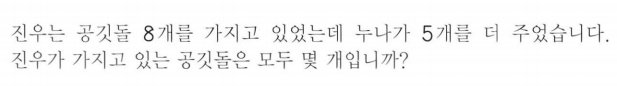 진우는 공깃돌 8개를 가지고 있었는데 누나가 5개를 더 주었습니다.
진우가 가지고 있는 공깃돌은 모두 몇 개입니까?